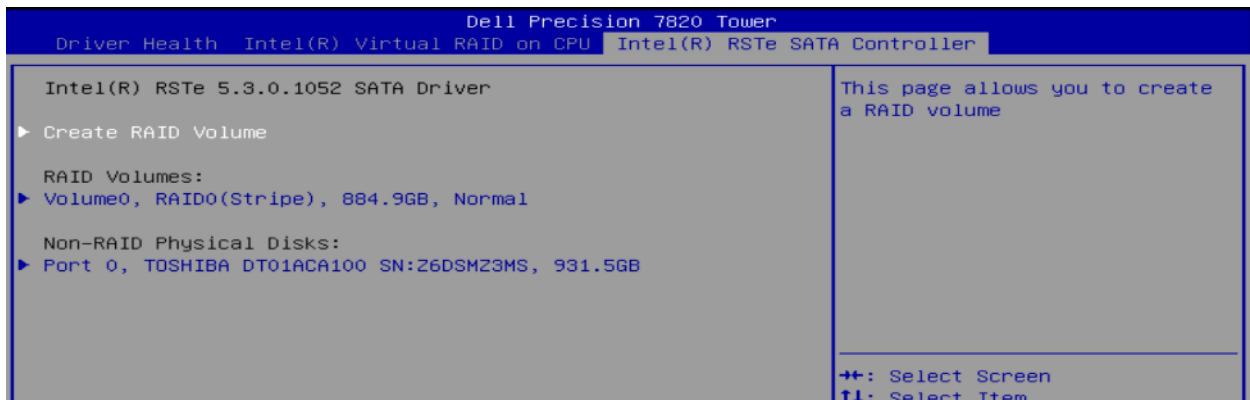 Dell Precision 7820 Tower
Driver Health Intel(R) Virtual RAID on CPU Intel(R) RSTe SATA Controller
Intel(R) RSTe 5.3.0.1052 SATA Driver
Create RAID Volume
RAID Volumes:
Volume0, RAID0(Stripe), 884.9GB, Normal
Non-RAID Physical Disks:
Port 0, TOSHIBA DT01ACA100 SN:Z6DSMZ3MS, 931.5GB
This page allows you to create
a RAID volume
→←: Select Screen
↑↓: Select Item